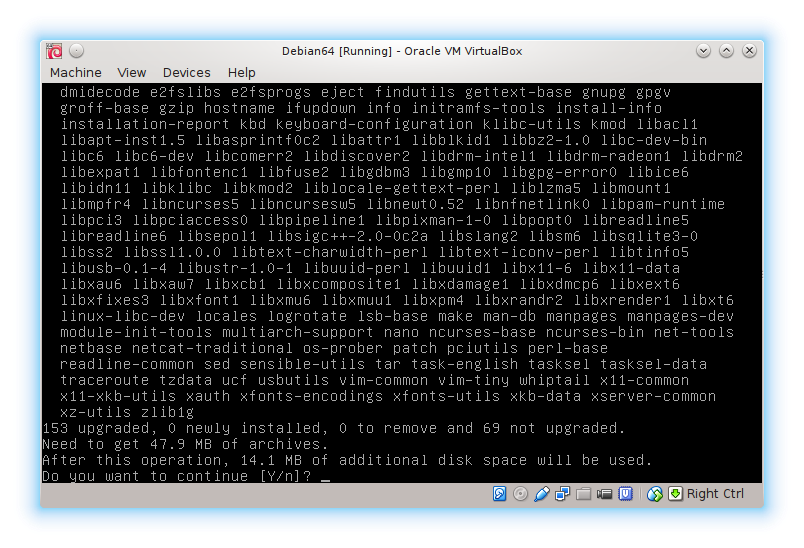 Debian64 [Running] - Oracle VM VirtualBox
Machine View Devices Help
dmidecode e2fslibs e2fsprogs eject findutils gettext-base gnupg gpgv
groff-base gzip hostname ifupdown info initramfs-tools install-info
installation-report kbd keyboard-configuration klibc-utils kmod libacl1
libapt-inst1.5 libasprintf0c2 libattr1 libblkid1 libbz2-1.0 libc-dev-bin
libc6 libc6-dev libcomerr2 libdiscover2 libdrm-intel1 libdrm-radeon1 libdrm2
libexpat1 libfontenc1 libfuse2 libgdbm3 libgmp10 libgpg-error0 libice6
libidn11 libklibc libkmod2 liblocale-gettext-perl liblzma5 libmount1
libmpfr4 libncurses5 libncursesw5 libnewt0.52 libnfnetlink0 libpam-runtime
libpci3 libpciaccess0 libpipeline1 libpixman-1-0 libpopt0 libreadline5
libreadline6 libsepol1 libsigc++-2.0-0c2a libslang2 libsm6 libsqlite3-0
libss2 libssl1.0.0 libtext-charwidth-perl libtext-iconv-perl libtinfo5
libusb-0.1-4 libustr-1.0-1 libuuid-perl libuuid1 libx11-6 libx11-data
libxau6 libxaw7 libxcb1 libxcomposite1 libxdamage1 libxdmcp6 libxext6
libxfixes3 libxfont1 libxmu6 libxmuu1 libxpm4 libxrandr2 libxrender1 libxt6
linux-libc-dev locales logrotate lsb-base make man-db manpages manpages-dev
module-init-tools multiarch-support nano ncurses-base ncurses-bin net-tools
netbase netcat-traditional os-prober patch pciutils perl-base
readline-common sed sensible-utils tar task-english tasksel tasksel-data
traceroute tzdata ucf usbutils vim-common vim-tiny whiptail x11-common
x11-xkb-utils xauth xfonts-encodings xfonts-utils xkb-data xserver-common
xz-utils zlib1g
153 upgraded, 0 newly installed, 0 to remove and 69 not upgraded.
Need to get 47.9 MB of archives.
After this operation, 14.1 MB of additional disk space will be used.
Do you want to continue [Y/n]? _
Right Ctrl